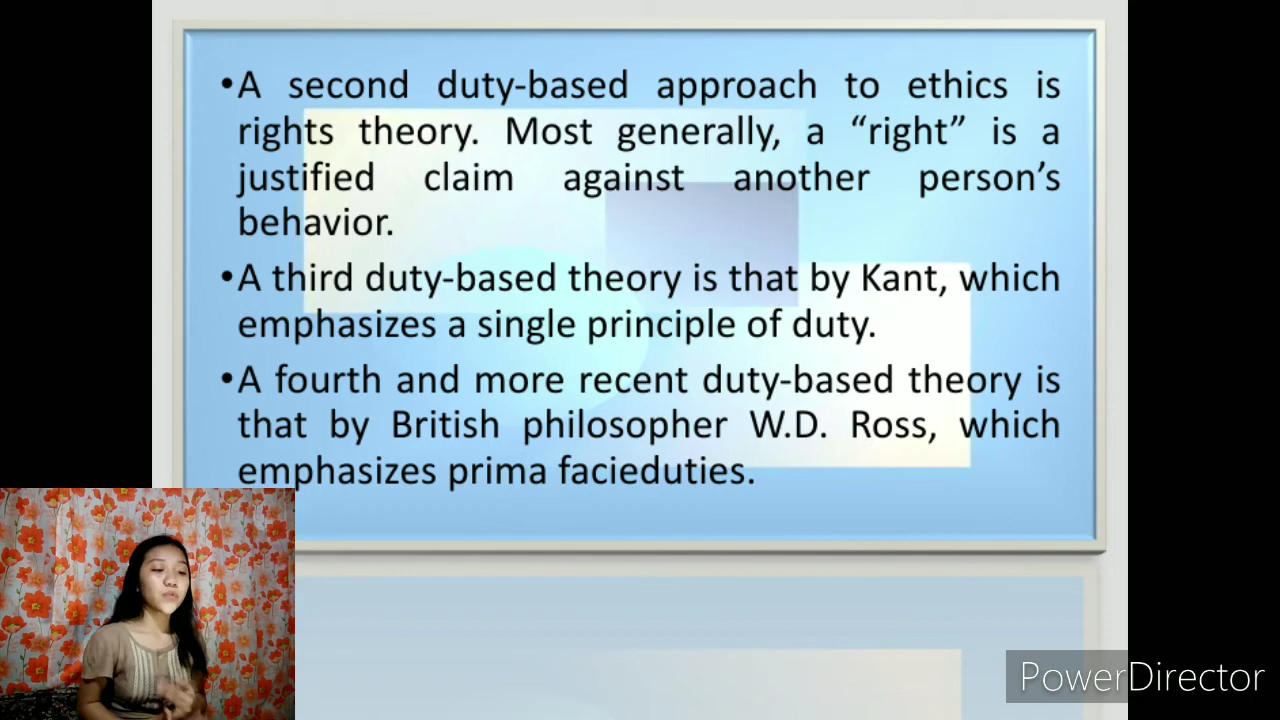 •A second duty-based approach to ethics is
rights theory. Most generally, a “right” is a
justified claim against another person’s
behavior.
•A third duty-based theory is that by Kant, which
emphasizes a single principle of duty.
•A fourth and more recent duty-based theory is
that by British philosopher W.D. Ross, which
emphasizes prima facieduties.
PowerDirector